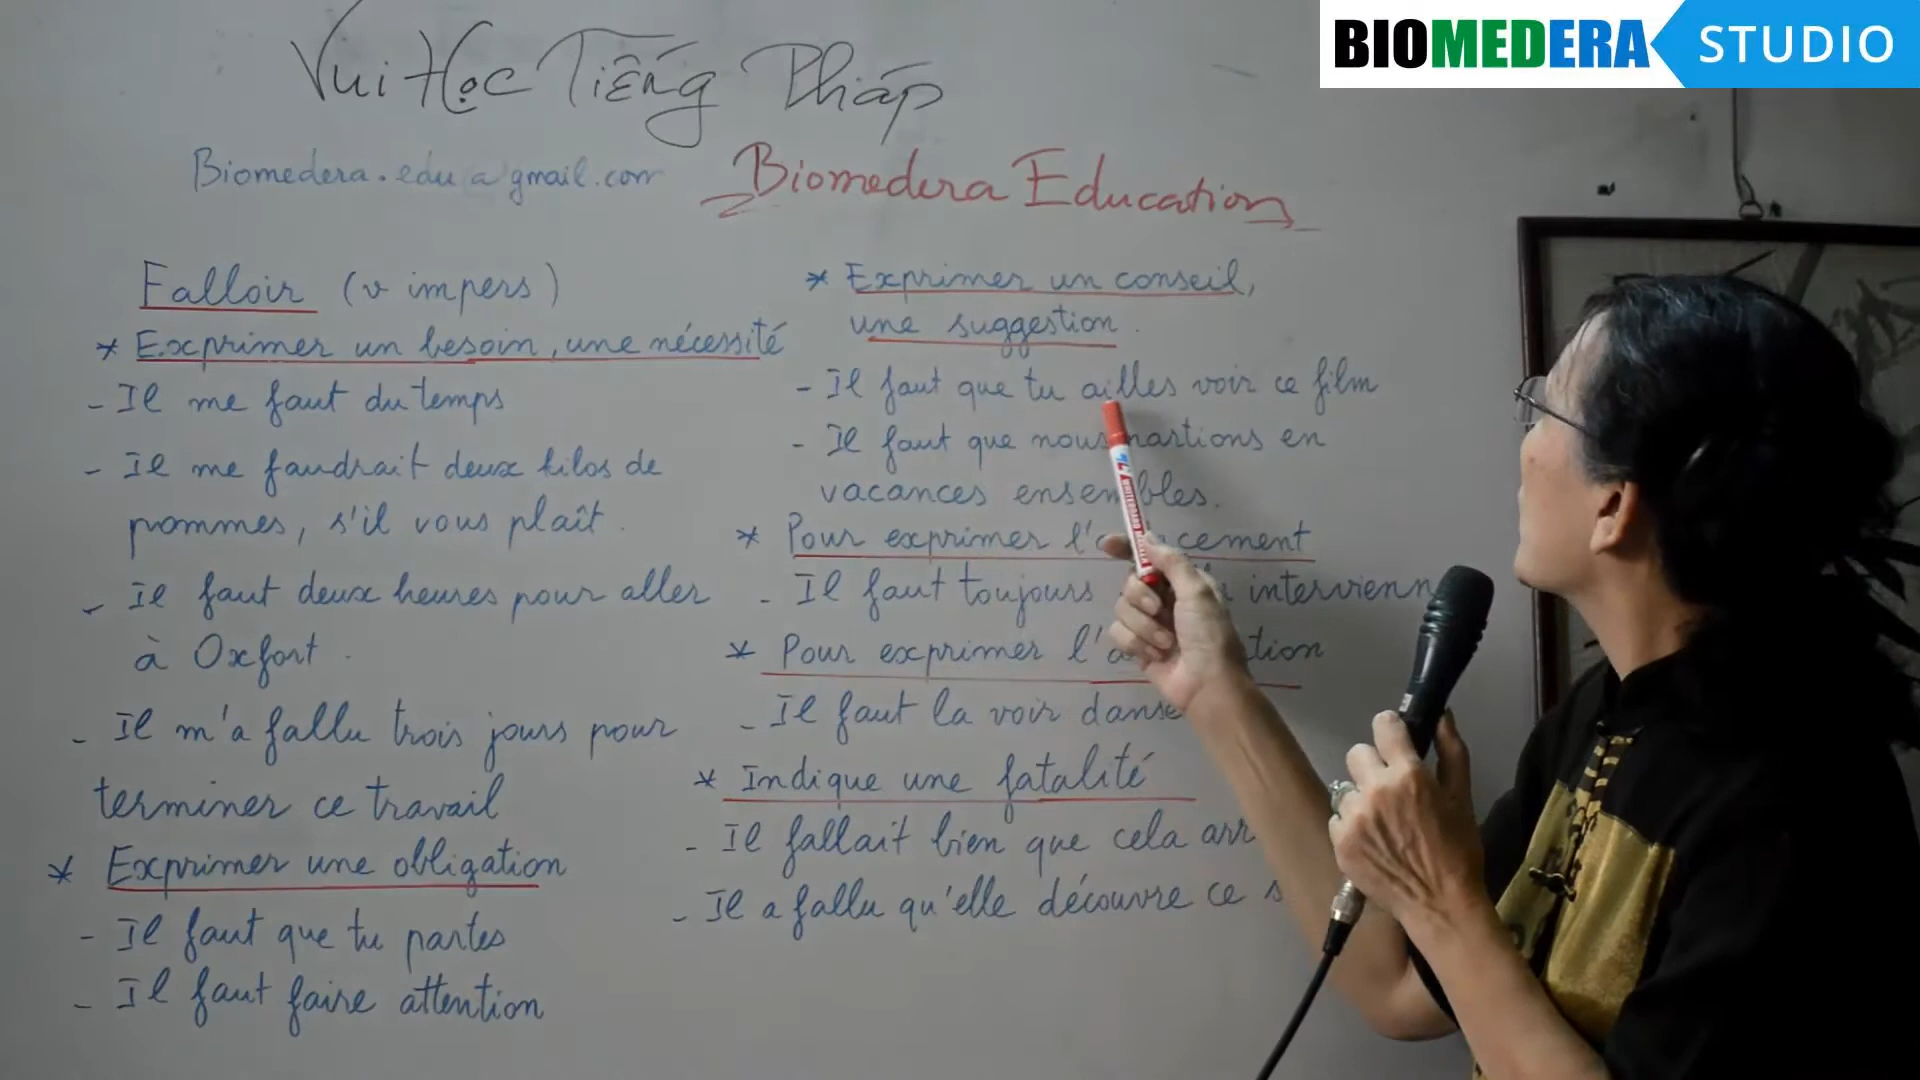 BIOMEDERA STUDIO
Vui Học Tiếng Pháp
Biomedera.edu@gmail.com
Biomedera Education
Falloir (v impers)
* Exprimer un besoin, une nécessité
- Il me faut du temps
- Il me faudrait deux kilos de
pommes, s'il vous plaît.
- Il faut deux heures pour aller
à Oxfort.
- Il m'a fallu trois jours pour
terminer ce travail
* Exprimer une obligation
- Il faut que tu partes
- Il faut faire attention
* Exprimer un conseil,
une suggestion.
- Il faut que tu ailles voir ce film
- Il faut que nous partions en
vacances ensembles.
* Pour exprimer
- Il faut toujours
* Pour exprimer
- Il faut la voir
* Indique une fatalité
- Il fallait bien que cela
- Il a fallu qu'elle découvre ce
WHITEBOARD MARKER